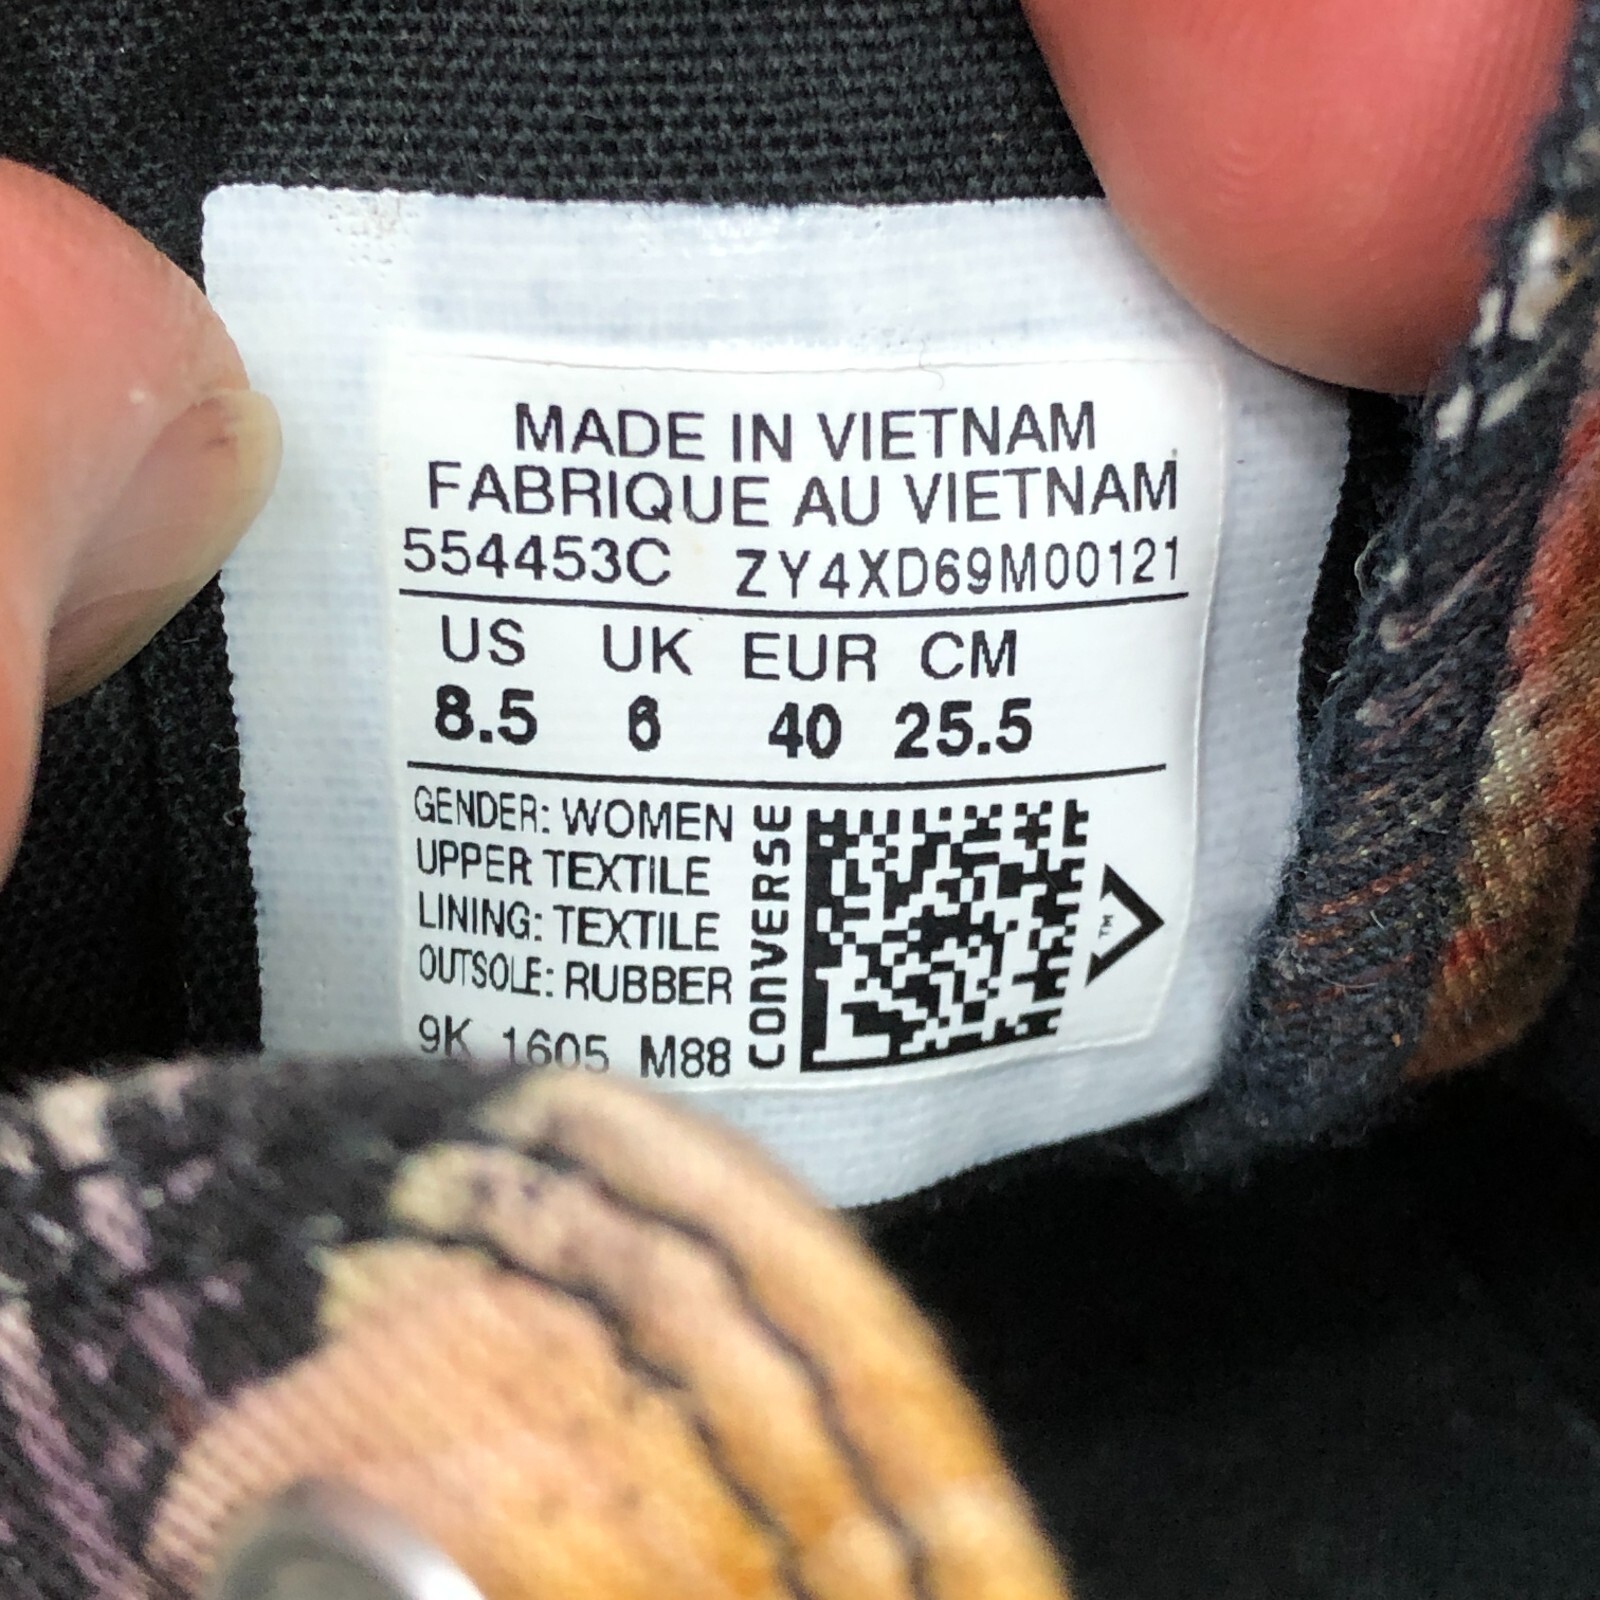 MADE IN VIETNAM
FABRIQUE AU VIETNAM
554453C ZY4XD69M00121
US UK EUR CM
8.5 6 40 25.5
GENDER: WOMEN
UPPER: TEXTILE
LINING: TEXTILE
OUTSOLE: RUBBER
9K 1605 M88
CONVERSE
TM